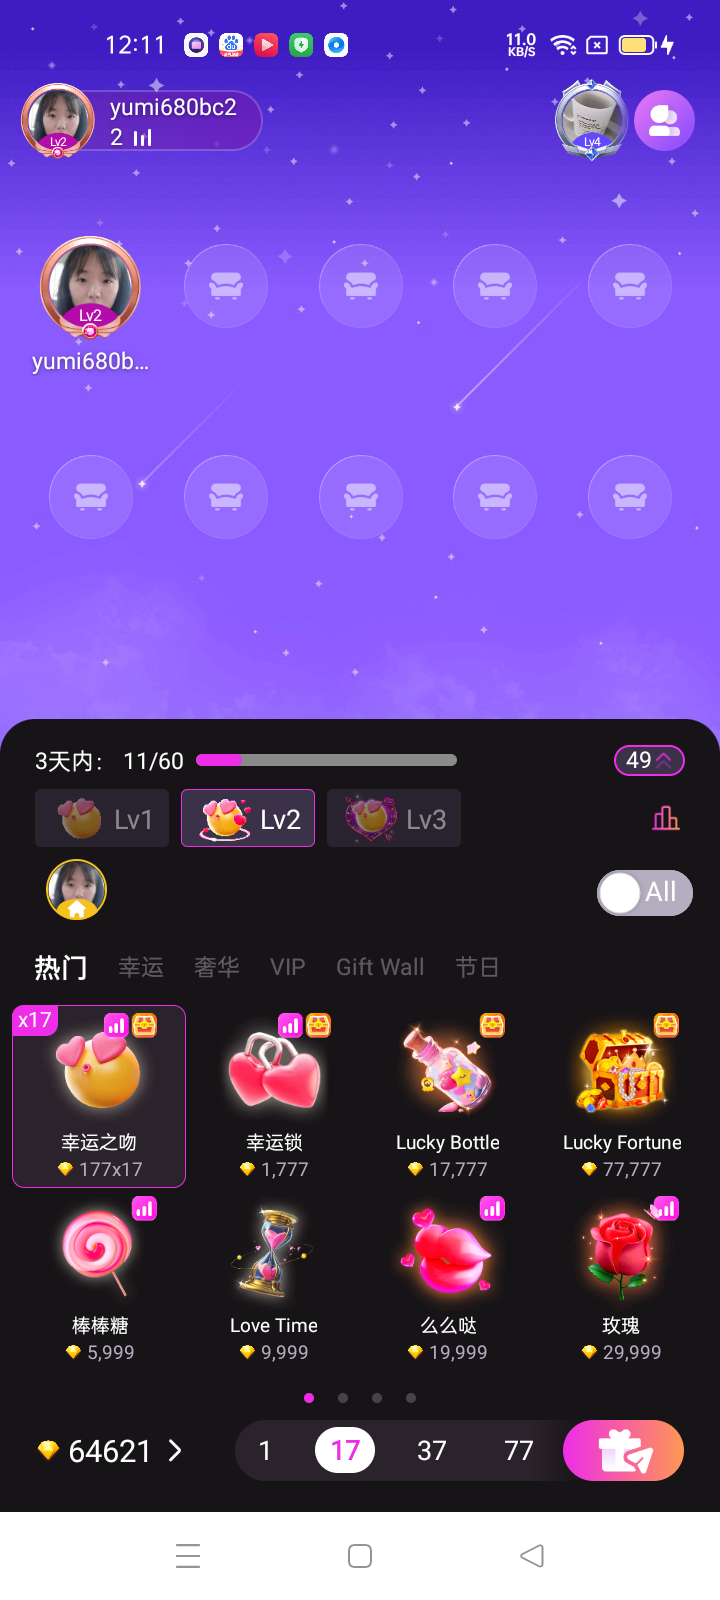 12:11
11.0
KB/S
yumi680bc2
2
Lv2
Lv4
Lv2
yumi680b...
3天内： 11/60
49
Lv1 Lv2 Lv3
All
热门 幸运 奢华 VIP Gift Wall 节日
x17
幸运之吻 幸运锁 Lucky Bottle Lucky Fortune
177x17 1,777 17,777 77,777
棒棒糖 Love Time 么么哒 玫瑰
5,999 9,999 19,999 29,999
64621 1 17 37 77